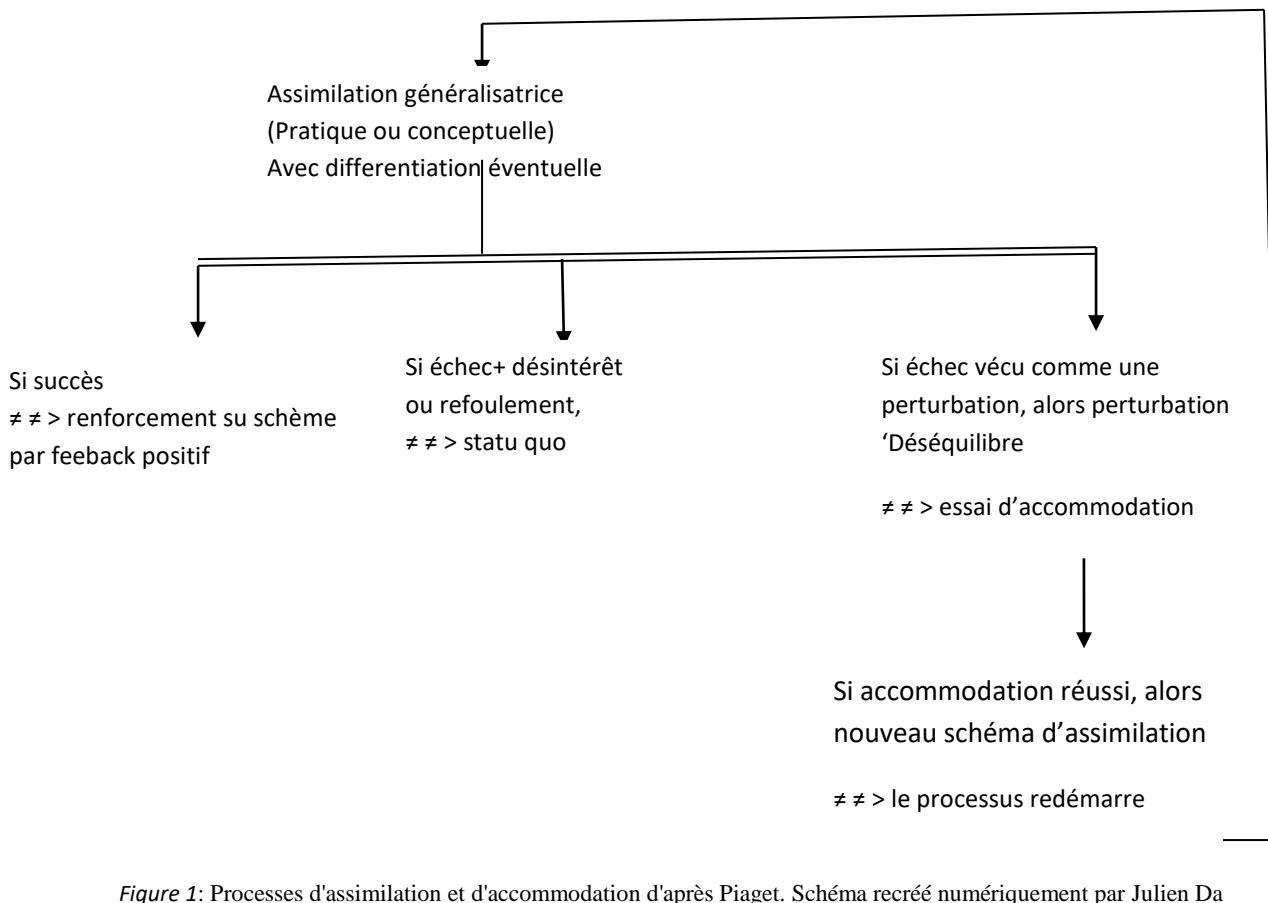 Assimilation généralisatrice
(Pratique ou conceptuelle)
Avec differentiation éventuelle
Si succès
≠ ≠ > renforcement su schème
par feeback positif
Si échec+ désintérêt
ou refoulement,
≠ ≠ > statu quo
Si échec vécu comme une
perturbation, alors perturbation
‘Déséquilibre
≠ ≠ > essai d’accommodation
Si accommodation réussi, alors
nouveau schéma d’assimilation
≠ ≠ > le processus redémarre
Figure 1: Processes d'assimilation et d'accommodation d'après Piaget. Schéma recréé numériquement par Julien Da